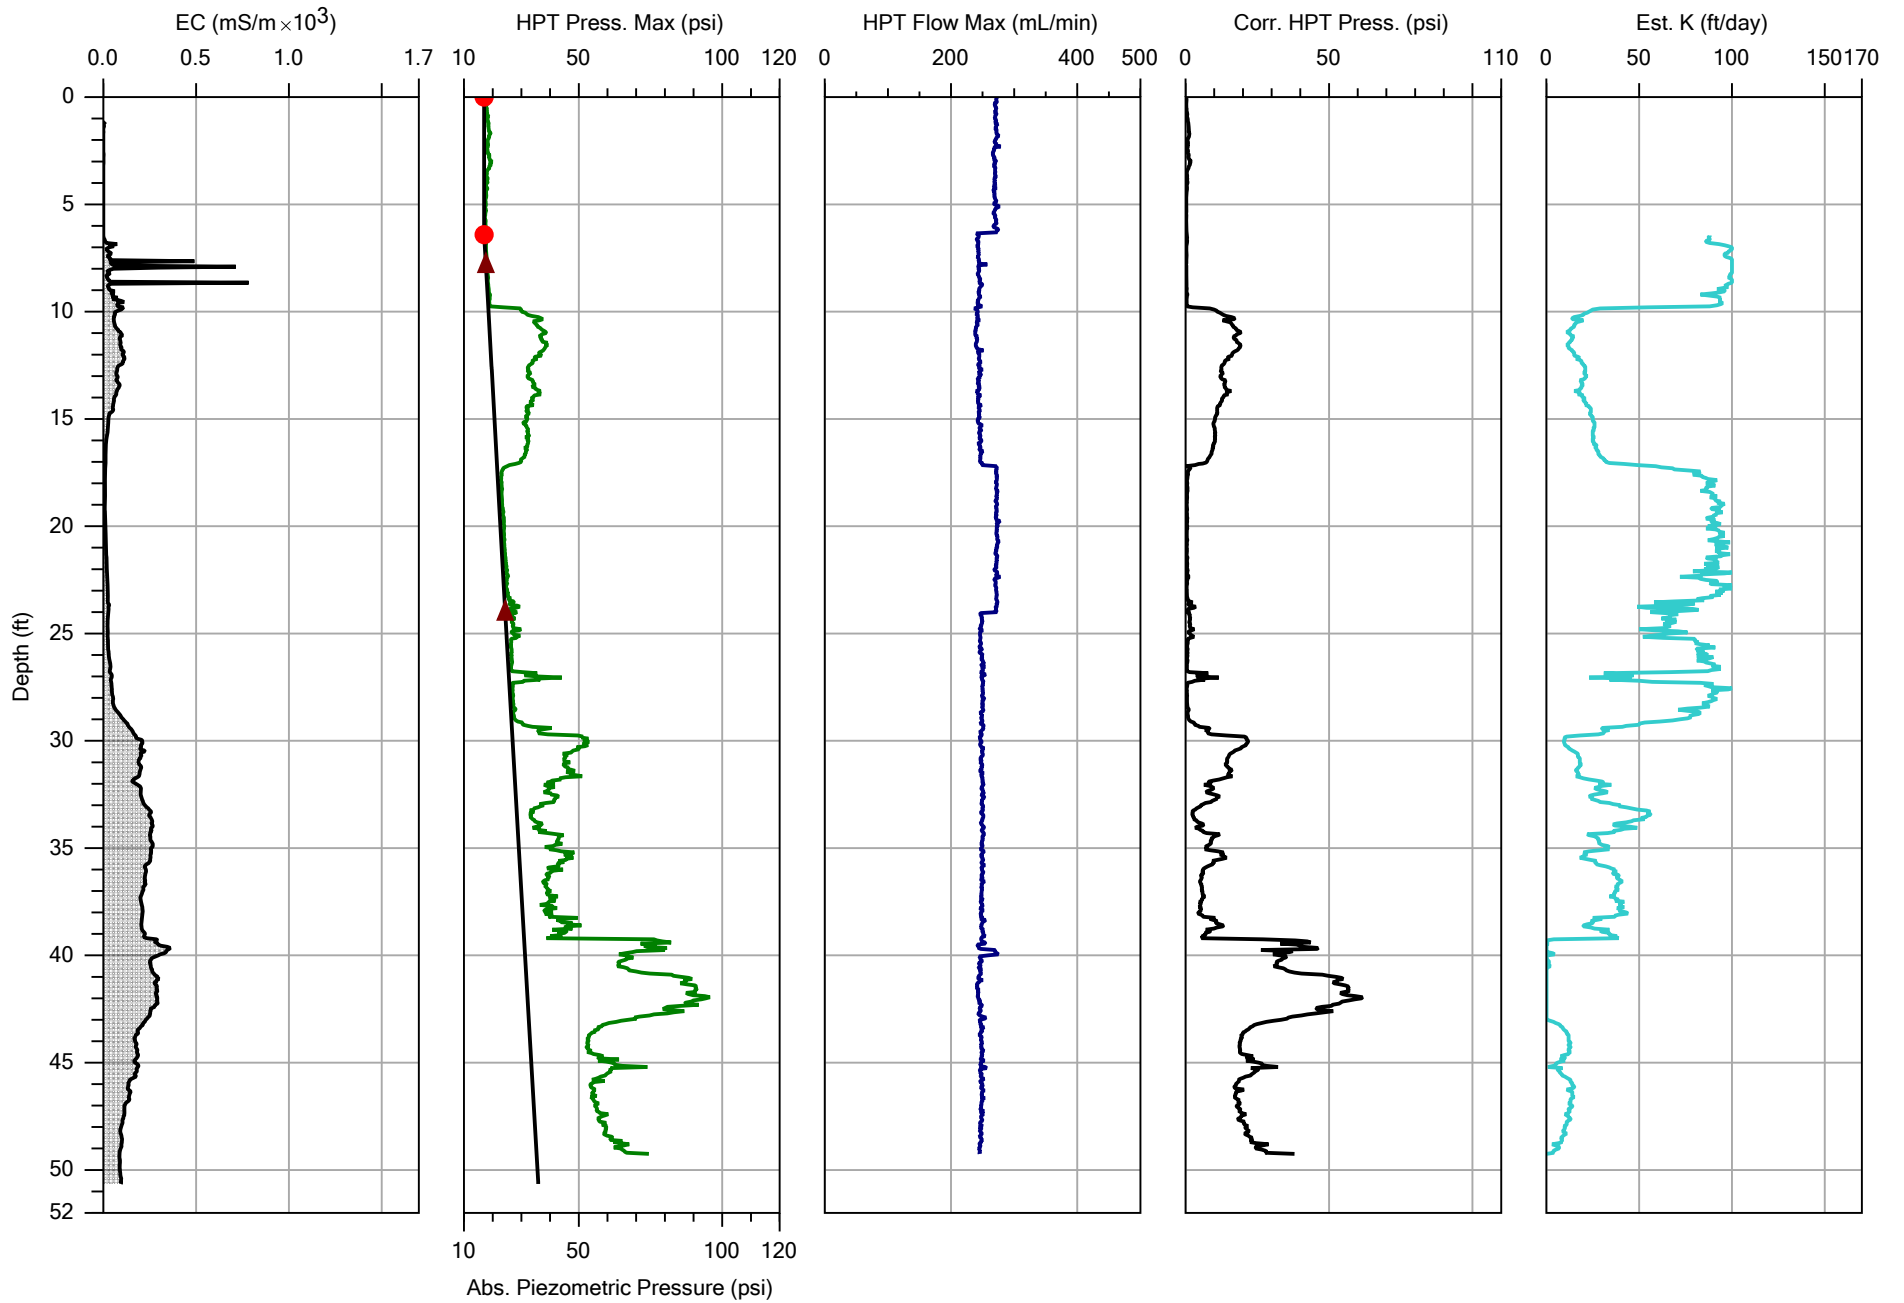 EC (mS/m ×10³) HPT Press. Max (psi) HPT Flow Max (mL/min) Corr. HPT Press. (psi) Est. K (ft/day)
0.0 0.5 1.0 1.7 10 50 100 120 0 200 400 500 0 50 110 0 50 100 150 170
0
5
10
15
20
25
Depth (ft)
30
35
40
45
50
52
10 50 100 120
Abs. Piezometric Pressure (psi)